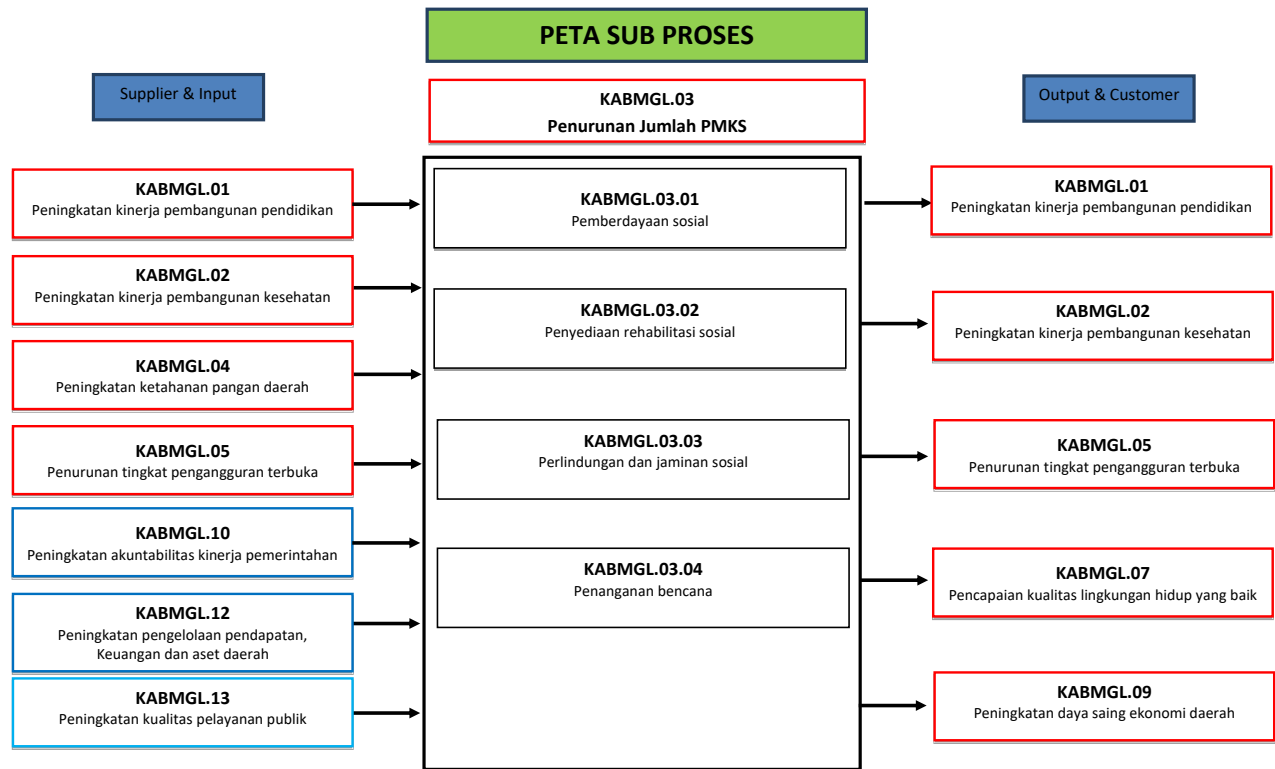 PETA SUB PROSES
Supplier & Input
KABMGL.03
Penurunan Jumlah PMKS
Output & Customer
KABMGL.01
Peningkatan kinerja pembangunan pendidikan
KABMGL.02
Peningkatan kinerja pembangunan kesehatan
KABMGL.04
Peningkatan ketahanan pangan daerah
KABMGL.05
Penurunan tingkat pengangguran terbuka
KABMGL.10
Peningkatan akuntabilitas kinerja pemerintahan
KABMGL.12
Peningkatan pengelolaan pendapatan,
Keuangan dan aset daerah
KABMGL.13
Peningkatan kualitas pelayanan publik
KABMGL.03.01
Pemberdayaan sosial
KABMGL.03.02
Penyediaan rehabilitasi sosial
KABMGL.03.03
Perlindungan dan jaminan sosial
KABMGL.03.04
Penanganan bencana
KABMGL.01
Peningkatan kinerja pembangunan pendidikan
KABMGL.02
Peningkatan kinerja pembangunan kesehatan
KABMGL.05
Penurunan tingkat pengangguran terbuka
KABMGL.07
Pencapaian kualitas lingkungan hidup yang baik
KABMGL.09
Peningkatan daya saing ekonomi daerah